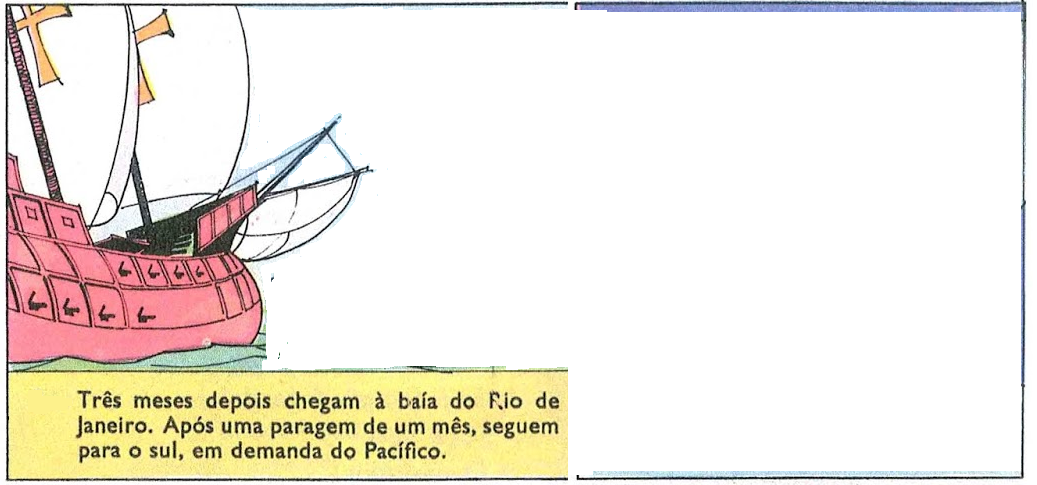 Três meses depois chegam à baía do Rio de
Janeiro. Após uma paragem de um mês, seguem
para o sul, em demanda do Pacífico.